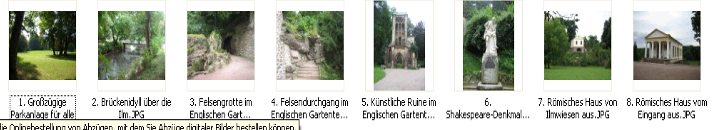 1. Großzügige
Parkanlage für alle
2. Brückenidyll über die
Ilm.JPG
3. Felsengrotte im
Englischen Gart...
4. Felsendurchgang im
Englischen Gartente...
5. Künstliche Ruine im
Englischen Gartent...
6.
Shakespeare-Denkmal...
7. Römisches Haus von
Ilmwiesen aus.JPG
8. Römisches Haus vom
Eingang aus.JPG
die Onlinebestellung von Abzügen, mit dem Sie Abzüge digitaler Bilder bestellen können.